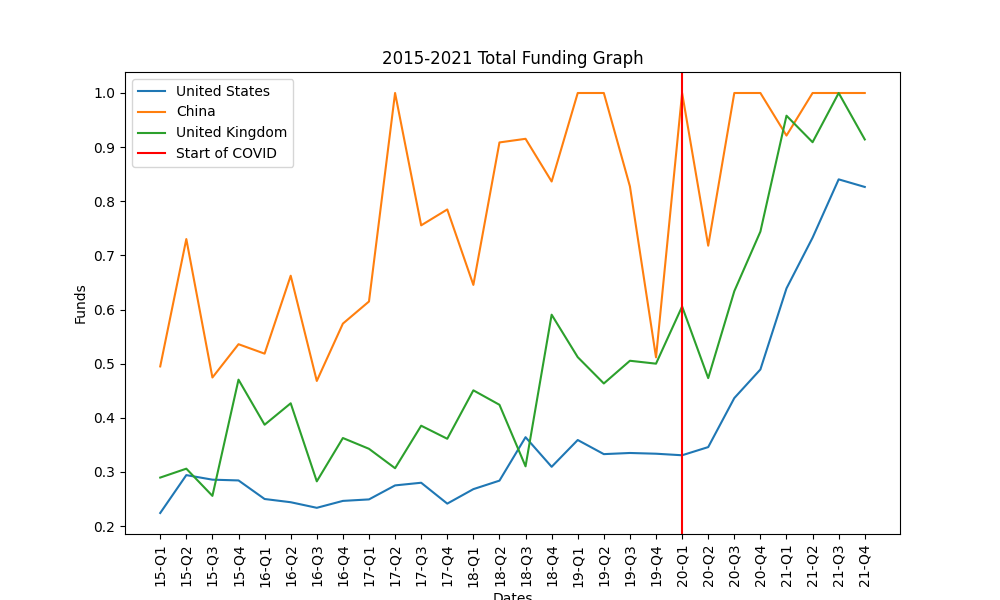 2015-2021 Total Funding Graph
United States
China
United Kingdom
Start of COVID
Funds
1.0
0.9
0.8
0.7
0.6
0.5
0.4
0.3
0.2
15-Q1
15-Q2
15-Q3
15-Q4
16-Q1
16-Q2
16-Q3
16-Q4
17-Q1
17-Q2
17-Q3
17-Q4
18-Q1
18-Q2
18-Q3
18-Q4
19-Q1
19-Q2
19-Q3
19-Q4
20-Q1
20-Q2
20-Q3
20-Q4
21-Q1
21-Q2
21-Q3
21-Q4
Dates